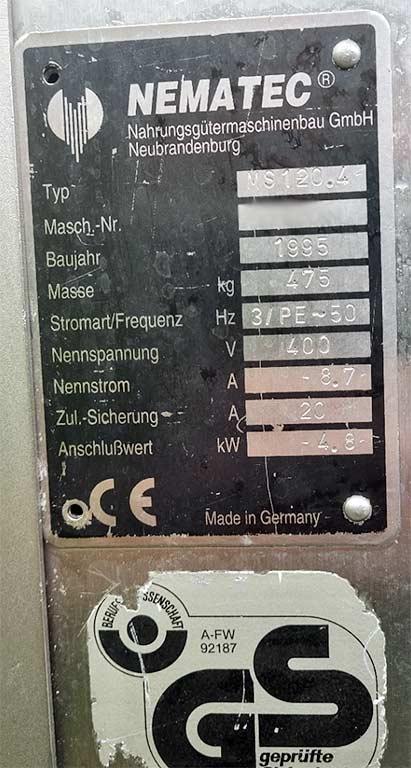 NEMATEC®
Nahrungsgütermaschinenbau GmbH
Neubrandenburg
Typ MS120.4
Masch.-Nr.
Baujahr 1995
Masse kg 475
Stromart/Frequenz Hz 3/PE~50
Nennspannung V 400
Nennstrom A -8.7-
Zul.-Sicherung A 20
Anschlußwert kW -4.8-
CE
Made in Germany
A-FW
92187
GS
geprüfte